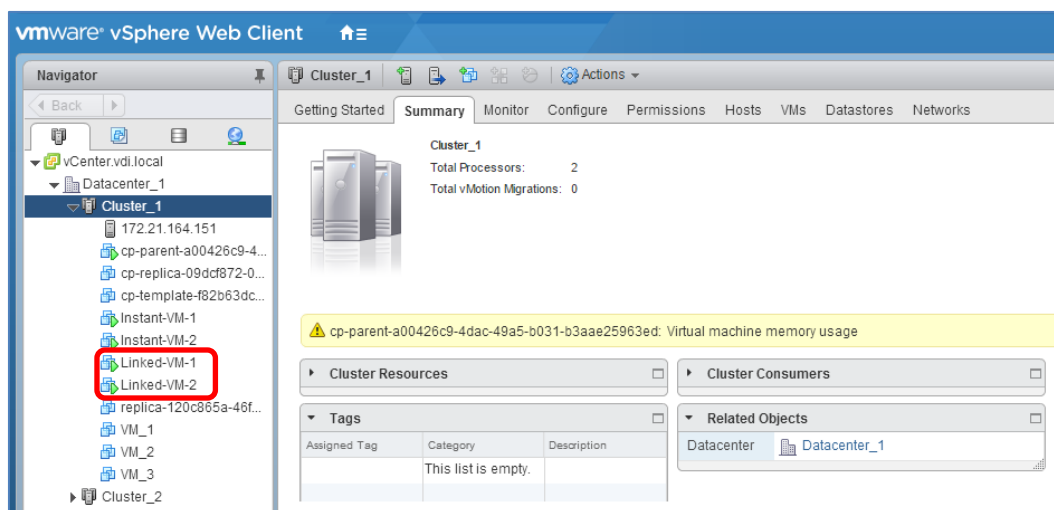 vmware® vSphere Web Client
Navigator
Back
vCenter.vdi.local
Datacenter_1
Cluster_1
172.21.164.151
cp-parent-a00426c9-4...
cp-replica-09dcf872-0...
cp-template-f82b63dc...
Instant-VM-1
Instant-VM-2
Linked-VM-1
Linked-VM-2
replica-120c865a-46f...
VM_1
VM_2
VM_3
Cluster_2
Cluster_1 Actions
Getting Started Summary Monitor Configure Permissions Hosts VMs Datastores Networks
Cluster_1
Total Processors: 2
Total vMotion Migrations: 0
cp-parent-a00426c9-4dac-49a5-b031-b3aae25963ed: Virtual machine memory usage
Cluster Resources
Cluster Consumers
Tags
Assigned Tag Category Description
This list is empty.
Related Objects
Datacenter Datacenter_1